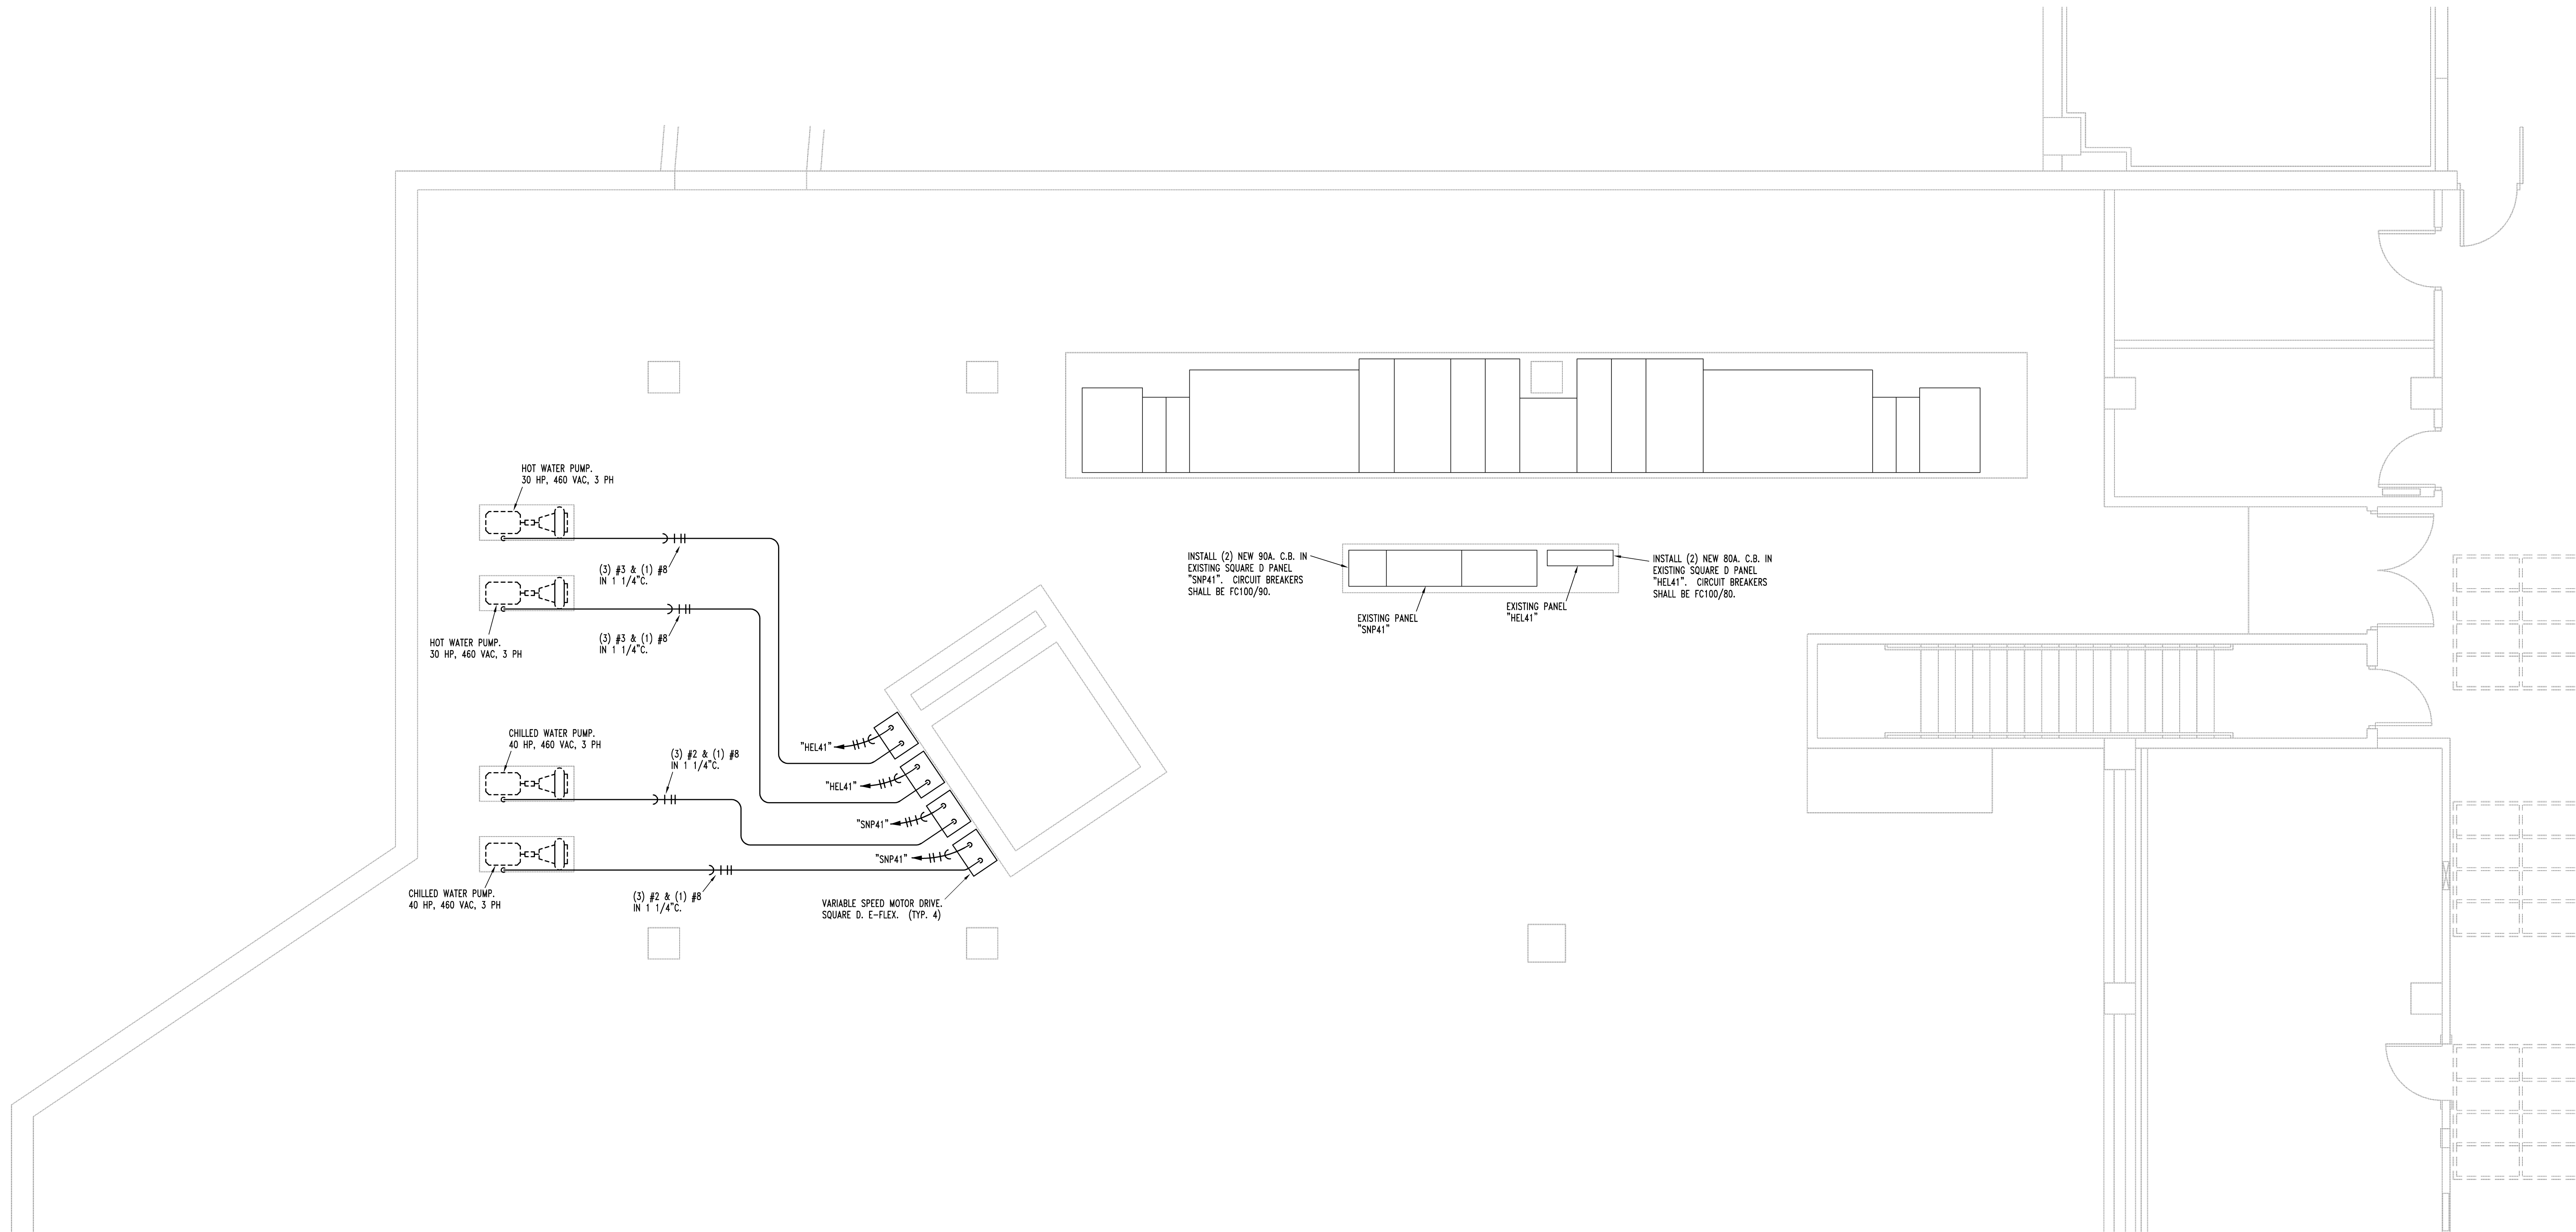 HOT WATER PUMP.
30 HP, 460 VAC, 3 PH
(3) #3 & (1) #8
IN 1 1/4"C.
HOT WATER PUMP.
30 HP, 460 VAC, 3 PH
(3) #3 & (1) #8
IN 1 1/4"C.
CHILLED WATER PUMP.
40 HP, 460 VAC, 3 PH
(3) #2 & (1) #8
IN 1 1/4"C.
CHILLED WATER PUMP.
40 HP, 460 VAC, 3 PH
(3) #2 & (1) #8
IN 1 1/4"C.
"HEL41"
"HEL41"
"SNP41"
"SNP41"
VARIABLE SPEED MOTOR DRIVE.
SQUARE D. E-FLEX. (TYP. 4)
INSTALL (2) NEW 90A. C.B. IN
EXISTING SQUARE D PANEL
"SNP41". CIRCUIT BREAKERS
SHALL BE FC100/90.
EXISTING PANEL
"SNP41"
EXISTING PANEL
"HEL41"
INSTALL (2) NEW 80A. C.B. IN
EXISTING SQUARE D PANEL
"HEL41". CIRCUIT BREAKERS
SHALL BE FC100/80.